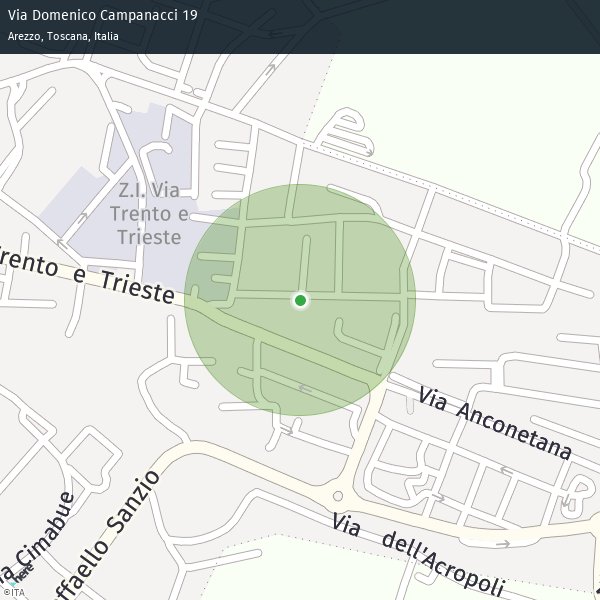 Via Domenico Campanacci 19
Arezzo, Toscana, Italia
Z.I. Via
Trento e
Trieste
Trento e Trieste
Via Anconetana
Via dell'Acropoli
ffaello Sanzio
a Cimabue
here
©ITA